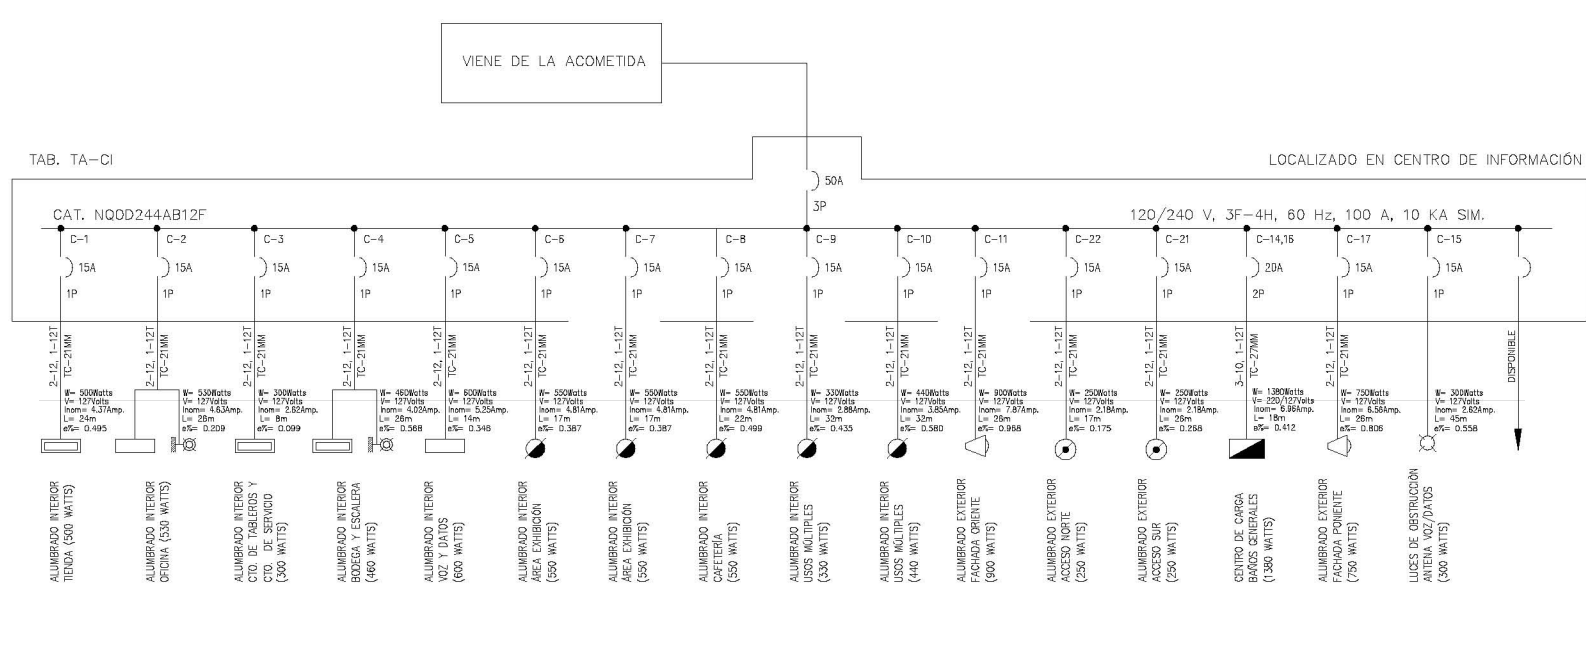 VIENE DE LA ACOMETIDA
TAB. TA-CI
LOCALIZADO EN CENTRO DE INFORMACIÓN
50A
3P
CAT. NQOD244AB12F
120/240 V, 3F-4H, 60 Hz, 100 A, 10 KA SIM.
C-1
15A
1P
2-12, 1-12T
TC-21MM
W= 500Watts
V= 127Volts
Inom= 4.37Amp.
L= 24m
e%= 0.495
ALUMBRADO INTERIOR
TIENDA (500 WATTS)
C-2
15A
1P
2-12, 1-12T
TC-21MM
W= 530Watts
V= 127Volts
Inom= 4.63Amp.
L= 26m
e%= 0.209
ALUMBRADO INTERIOR
OFICINA (530 WATTS)
C-3
15A
1P
2-12, 1-12T
TC-21MM
W= 300Watts
V= 127Volts
Inom= 2.62Amp.
L= 8m
e%= 0.099
ALUMBRADO INTERIOR
CTO. DE TABLEROS Y
CTO. DE SERVICIO
(300 WATTS)
C-4
15A
1P
2-12, 1-12T
TC-21MM
W= 460Watts
V= 127Volts
Inom= 4.02Amp.
L= 26m
e%= 0.568
ALUMBRADO INTERIOR
BODEGA Y ESCALERA
(460 WATTS)
C-5
15A
1P
2-12, 1-12T
TC-21MM
W= 600Watts
V= 127Volts
Inom= 5.25Amp.
L= 14m
e%= 0.346
ALUMBRADO INTERIOR
VOZ Y DATOS
(600 WATTS)
C-6
15A
1P
2-12, 1-12T
TC-21MM
W= 550Watts
V= 127Volts
Inom= 4.81Amp.
L= 17m
e%= 0.387
ALUMBRADO INTERIOR
ÁREA EXHIBICIÓN
(550 WATTS)
C-7
15A
1P
2-12, 1-12T
TC-21MM
W= 550Watts
V= 127Volts
Inom= 4.81Amp.
L= 17m
e%= 0.387
ALUMBRADO INTERIOR
ÁREA EXHIBICIÓN
(550 WATTS)
C-8
15A
1P
2-12, 1-12T
TC-21MM
W= 550Watts
V= 127Volts
Inom= 4.81Amp.
L= 22m
e%= 0.499
ALUMBRADO INTERIOR
CAFETERÍA
(550 WATTS)
C-9
15A
1P
2-12, 1-12T
TC-21MM
W= 330Watts
V= 127Volts
Inom= 2.88Amp.
L= 32m
e%= 0.435
ALUMBRADO INTERIOR
USOS MÚLTIPLES
(330 WATTS)
C-10
15A
1P
2-12, 1-12T
TC-21MM
W= 440Watts
V= 127Volts
Inom= 3.85Amp.
L= 32m
e%= 0.580
ALUMBRADO INTERIOR
USOS MÚLTIPLES
(440 WATTS)
C-11
15A
1P
2-12, 1-12T
TC-21MM
W= 900Watts
V= 127Volts
Inom= 7.87Amp.
L= 26m
e%= 0.968
ALUMBRADO EXTERIOR
FACHADA ORIENTE
(900 WATTS)
C-22
15A
1P
2-12, 1-12T
TC-21MM
W= 250Watts
V= 127Volts
Inom= 2.18Amp.
L= 17m
e%= 0.175
ALUMBRADO EXTERIOR
ACCESO NORTE
(250 WATTS)
C-21
15A
1P
2-12, 1-12T
TC-21MM
W= 250Watts
V= 127Volts
Inom= 2.18Amp.
L= 26m
e%= 0.268
ALUMBRADO EXTERIOR
ACCESO SUR
(250 WATTS)
C-14,16
20A
2P
3-10, 1-12T
TC-27MM
W= 1380Watts
V= 220/127Volts
Inom= 6.96Amp.
L= 18m
e%= 0.412
CENTRO DE CARGA
BAÑOS GENERALES
(1380 WATTS)
C-17
15A
1P
2-12, 1-12T
TC-21MM
W= 750Watts
V= 127Volts
Inom= 6.56Amp.
L= 26m
e%= 0.806
ALUMBRADO EXTERIOR
FACHADA PONIENTE
(750 WATTS)
C-15
15A
1P
2-12, 1-12T
TC-21MM
W= 300Watts
V= 127Volts
Inom= 2.62Amp.
L= 45m
e%= 0.558
LUCES DE OBSTRUCCIÓN
ANTENA VOZ/DATOS
(300 WATTS)
DISPONIBLE